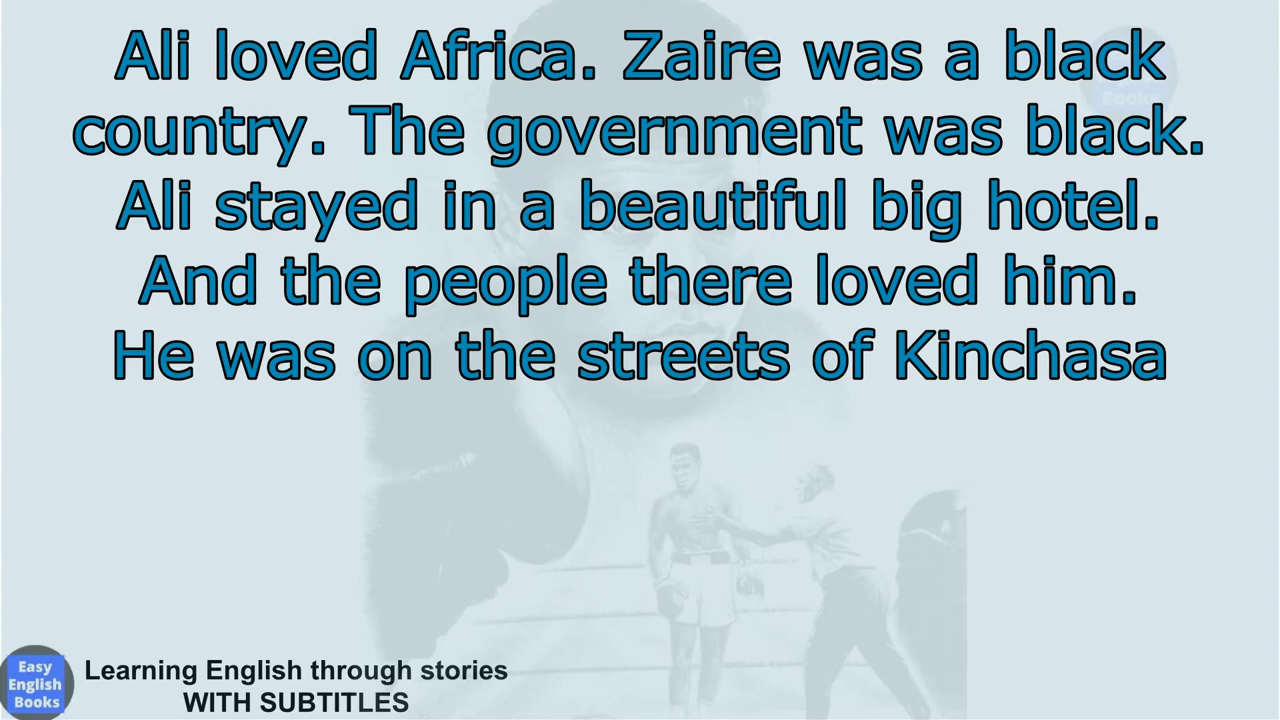 Ali loved Africa. Zaire was a black
country. The government was black.
Ali stayed in a beautiful big hotel.
And the people there loved him.
He was on the streets of Kinchasa
Easy
English
Books
Learning English through stories
WITH SUBTITLES
Books